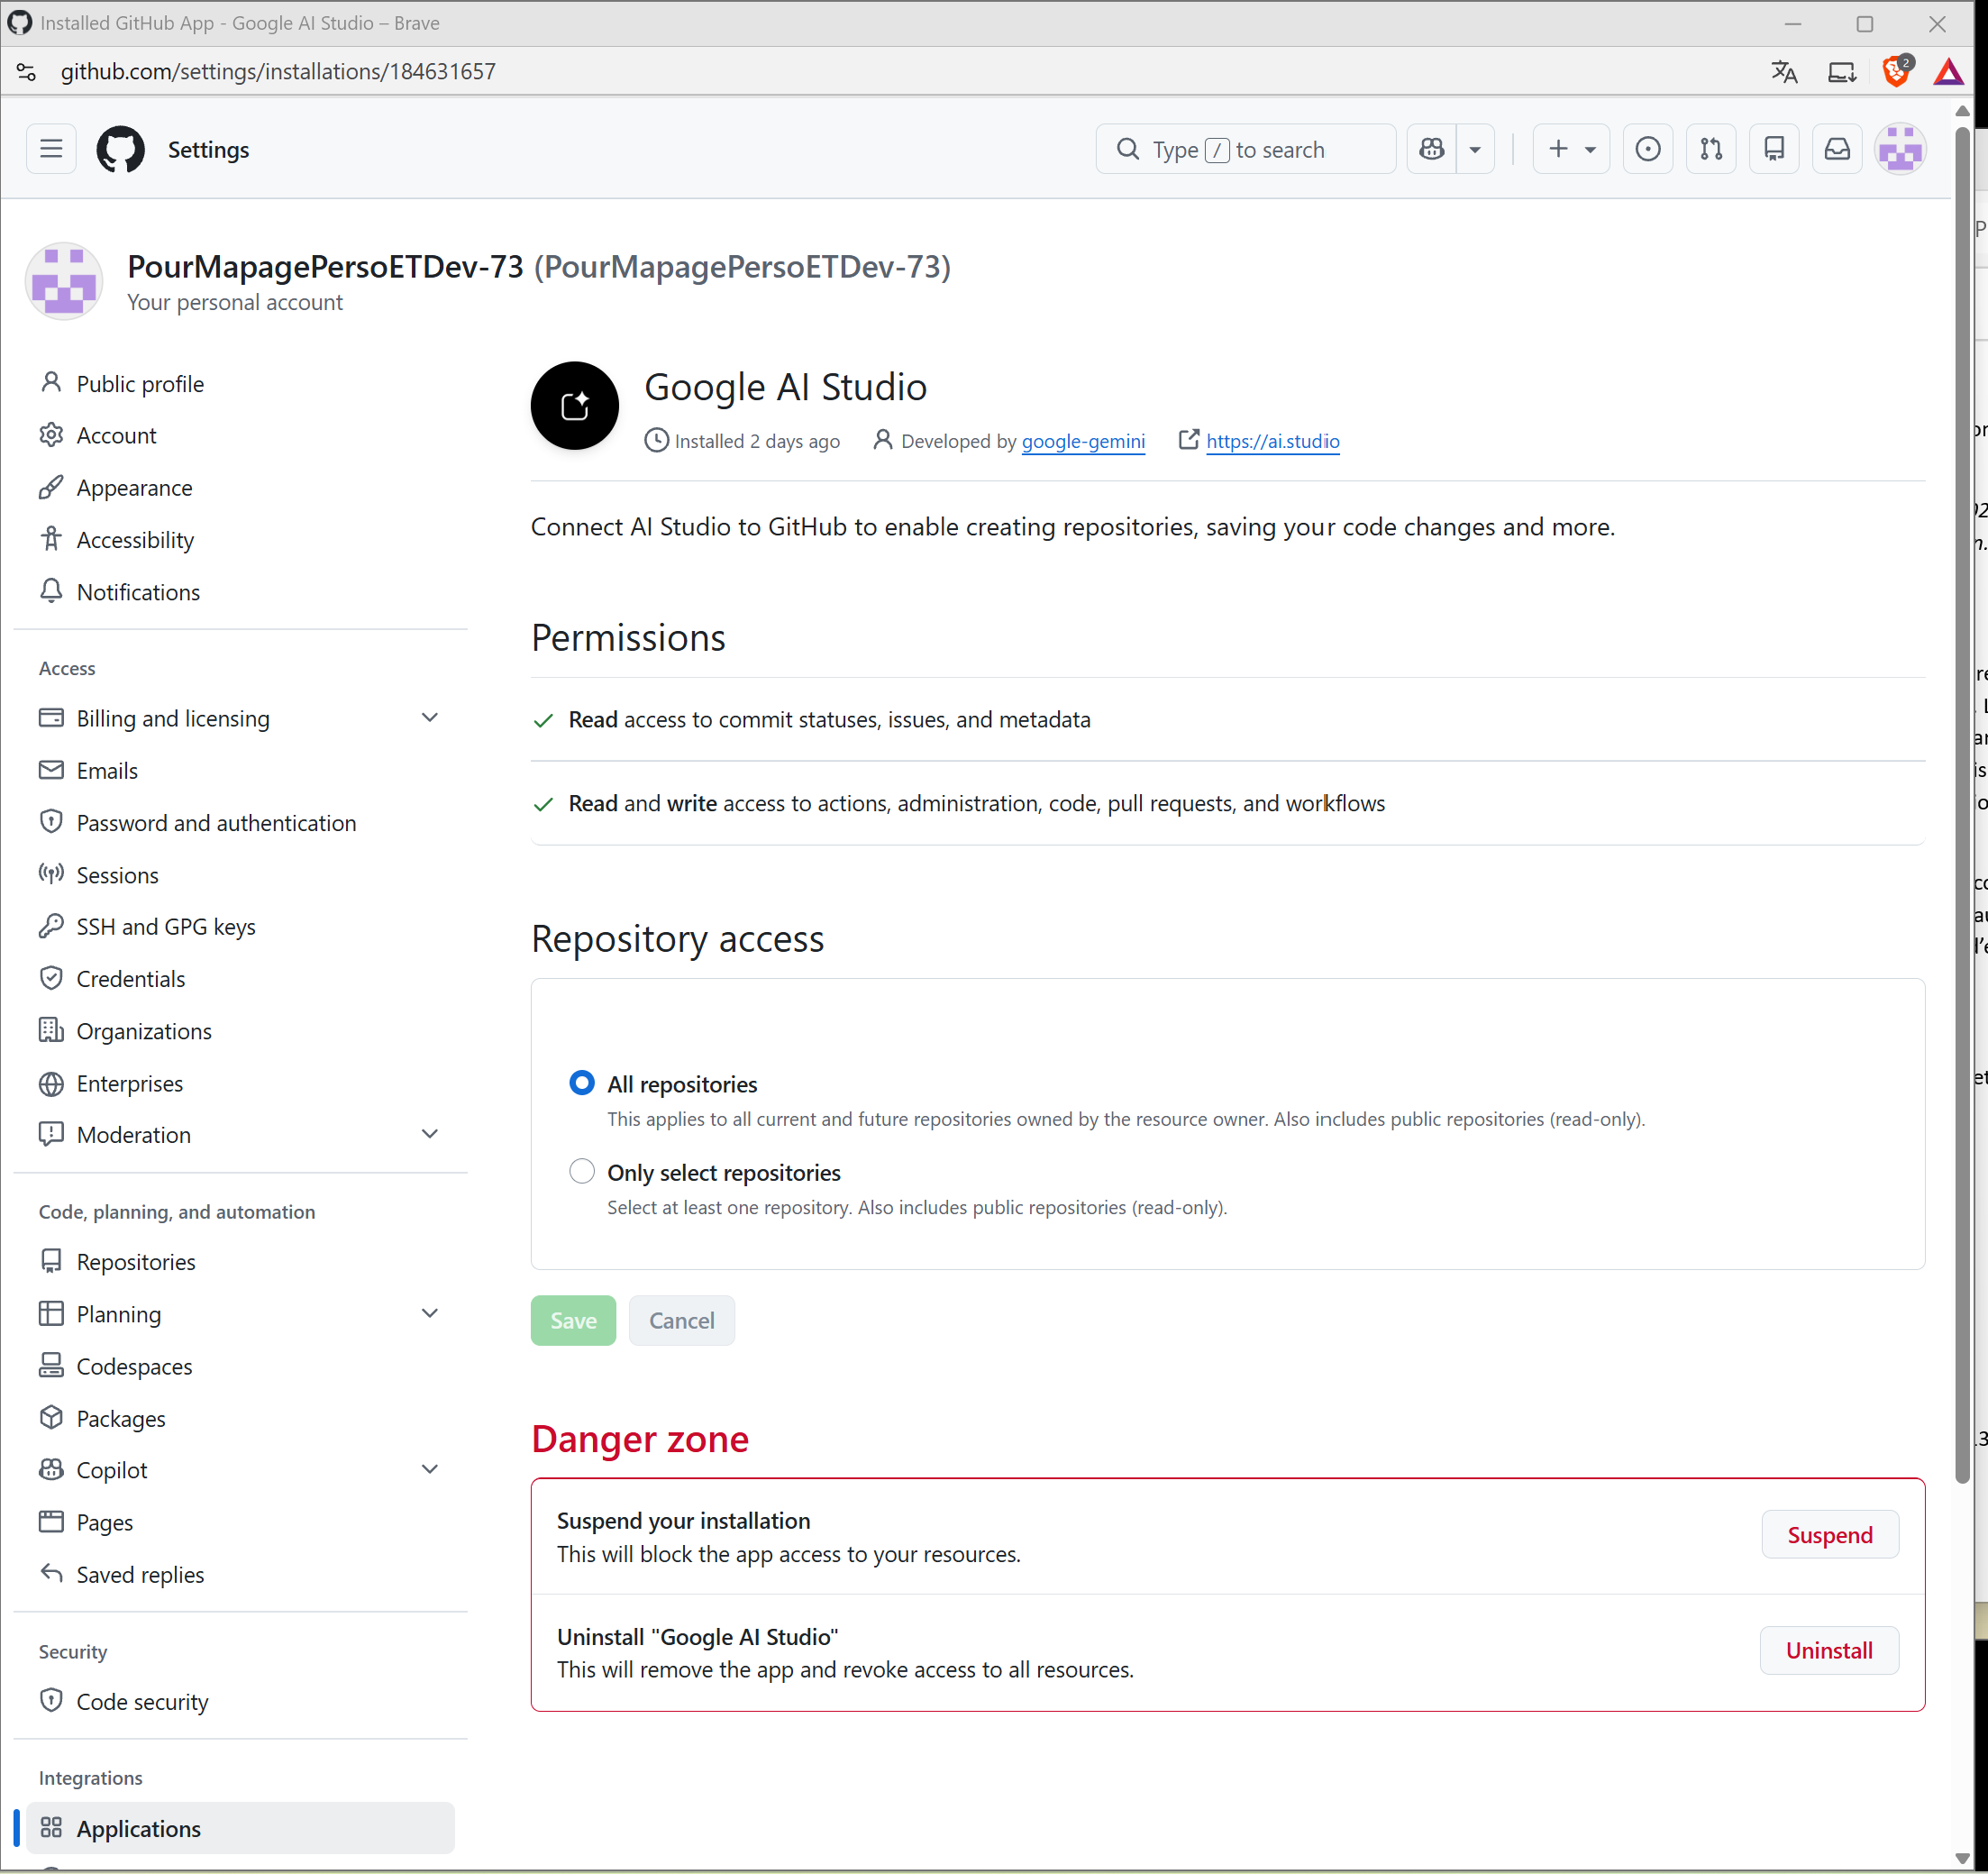 Installed GitHub App - Google AI Studio – Brave
github.com/settings/installations/184631657
2
Settings
Type / to search
PourMapagePersoETDev-73 (PourMapagePersoETDev-73)
Your personal account
Public profile
Account
Appearance
Accessibility
Notifications
Access
Billing and licensing
Emails
Password and authentication
Sessions
SSH and GPG keys
Credentials
Organizations
Enterprises
Moderation
Code, planning, and automation
Repositories
Planning
Codespaces
Packages
Copilot
Pages
Saved replies
Security
Code security
Integrations
Applications
Google AI Studio
Installed 2 days ago Developed by google-gemini https://ai.studio
Connect AI Studio to GitHub to enable creating repositories, saving your code changes and more.
Permissions
Read access to commit statuses, issues, and metadata
Read and write access to actions, administration, code, pull requests, and workflows
Repository access
All repositories
This applies to all current and future repositories owned by the resource owner. Also includes public repositories (read-only).
Only select repositories
Select at least one repository. Also includes public repositories (read-only).
Save Cancel
Danger zone
Suspend your installation
This will block the app access to your resources.
Suspend
Uninstall "Google AI Studio"
This will remove the app and revoke access to all resources.
Uninstall